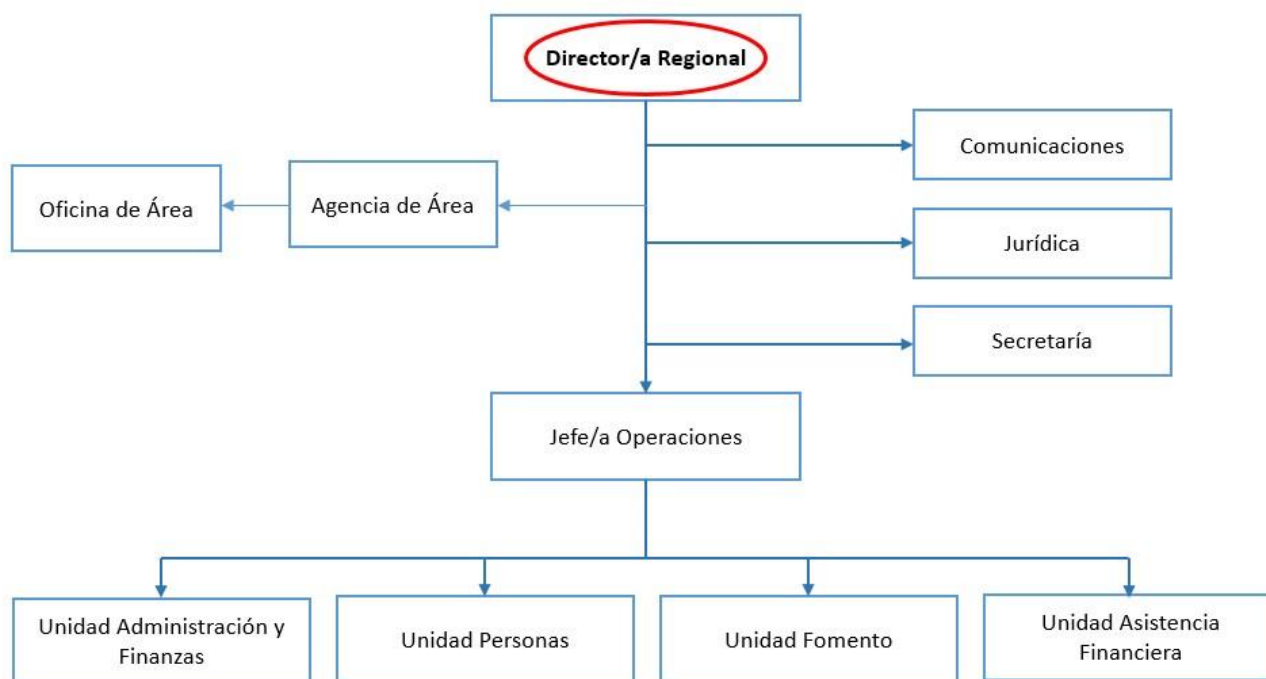 Director/a Regional
Comunicaciones
Oficina de Área
Agencia de Área
Jurídica
Secretaría
Jefe/a Operaciones
Unidad Administración y
Finanzas
Unidad Personas
Unidad Fomento
Unidad Asistencia
Financiera